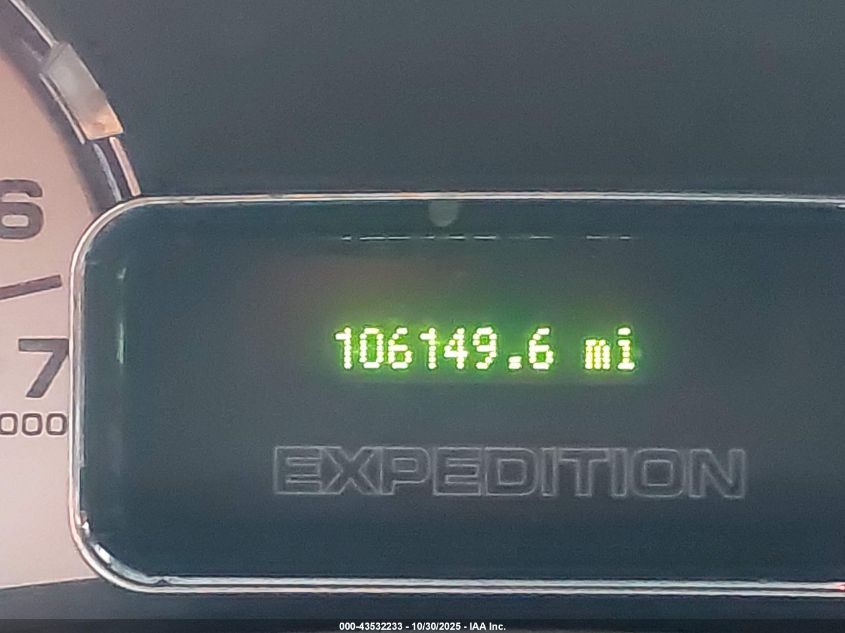 6
7
000
106149.6 mi
EXPEDITION
000-43532233 - 10/30/2025 - IAA Inc.